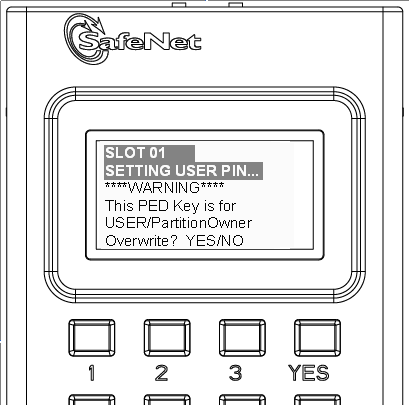 SafeNet
SLOT 01
SETTING USER PIN...
****WARNING****
This PED Key is for
USER/PartitionOwner
Overwrite? YES/NO
1 2 3 YES